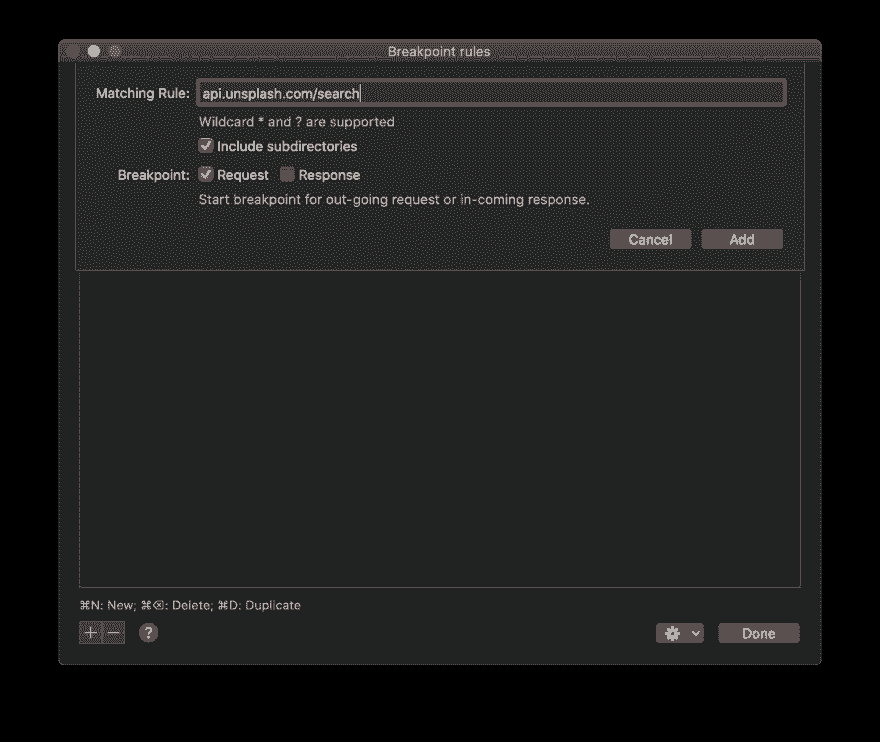 Breakpoint rules
Matching Rule: api.unsplash.com/search
Wildcard * and ? are supported
Include subdirectories
Breakpoint: Request Response
Start breakpoint for out-going request or in-coming response.
Cancel Add
⌘N: New; ⌘⌫: Delete; ⌘D: Duplicate
+ − ? Done